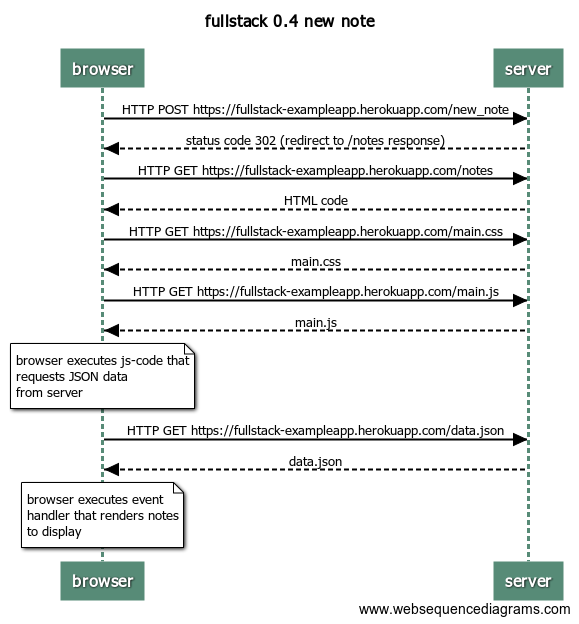 fullstack 0.4 new note
browser
server
HTTP POST https://fullstack-exampleapp.herokuapp.com/new_note
status code 302 (redirect to /notes response)
HTTP GET https://fullstack-exampleapp.herokuapp.com/notes
HTML code
HTTP GET https://fullstack-exampleapp.herokuapp.com/main.css
main.css
HTTP GET https://fullstack-exampleapp.herokuapp.com/main.js
main.js
browser executes js-code that
requests JSON data
from server
HTTP GET https://fullstack-exampleapp.herokuapp.com/data.json
data.json
browser executes event
handler that renders notes
to display
browser
server
www.websequencediagrams.com